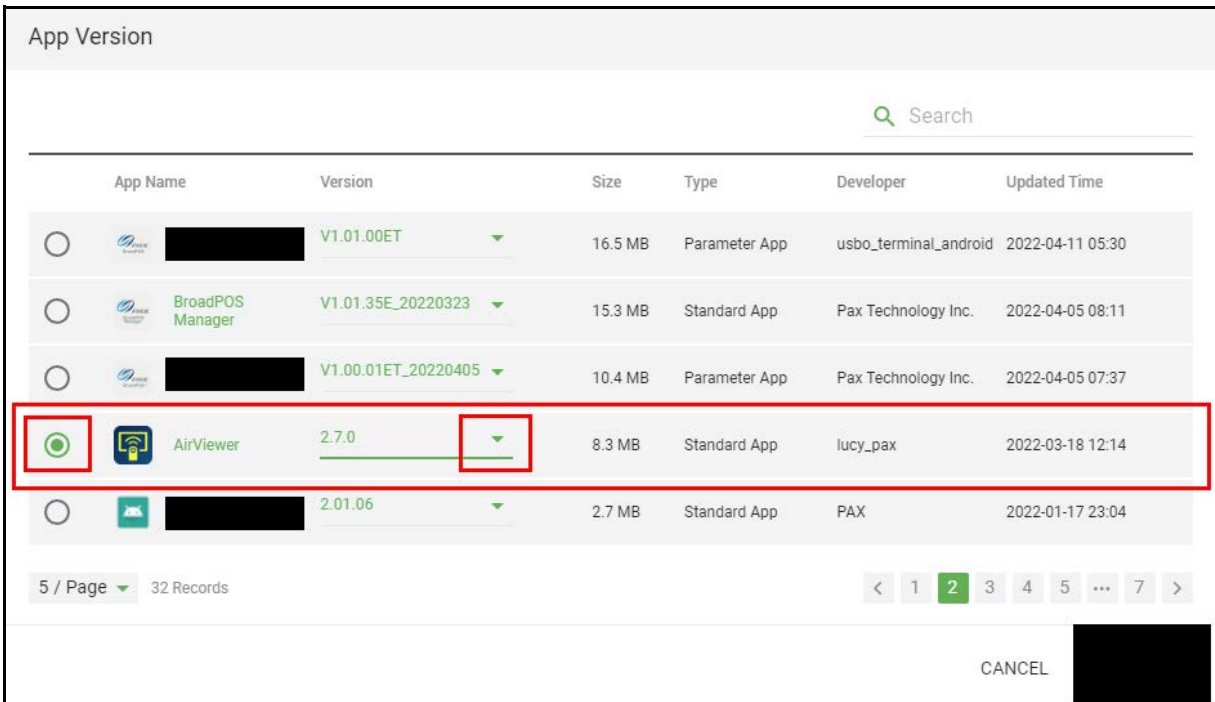 App Version
Search
App Name Version Size Type Developer Updated Time
V1.01.00ET 16.5 MB Parameter App usbo_terminal_android 2022-04-11 05:30
BroadPOS Manager V1.01.35E_20220323 15.3 MB Standard App Pax Technology Inc. 2022-04-05 08:11
V1.00.01ET_20220405 10.4 MB Parameter App Pax Technology Inc. 2022-04-05 07:37
AirViewer 2.7.0 8.3 MB Standard App lucy_pax 2022-03-18 12:14
2.01.06 2.7 MB Standard App PAX 2022-01-17 23:04
5 / Page 32 Records < 1 2 3 4 5 ••• 7 >
CANCEL